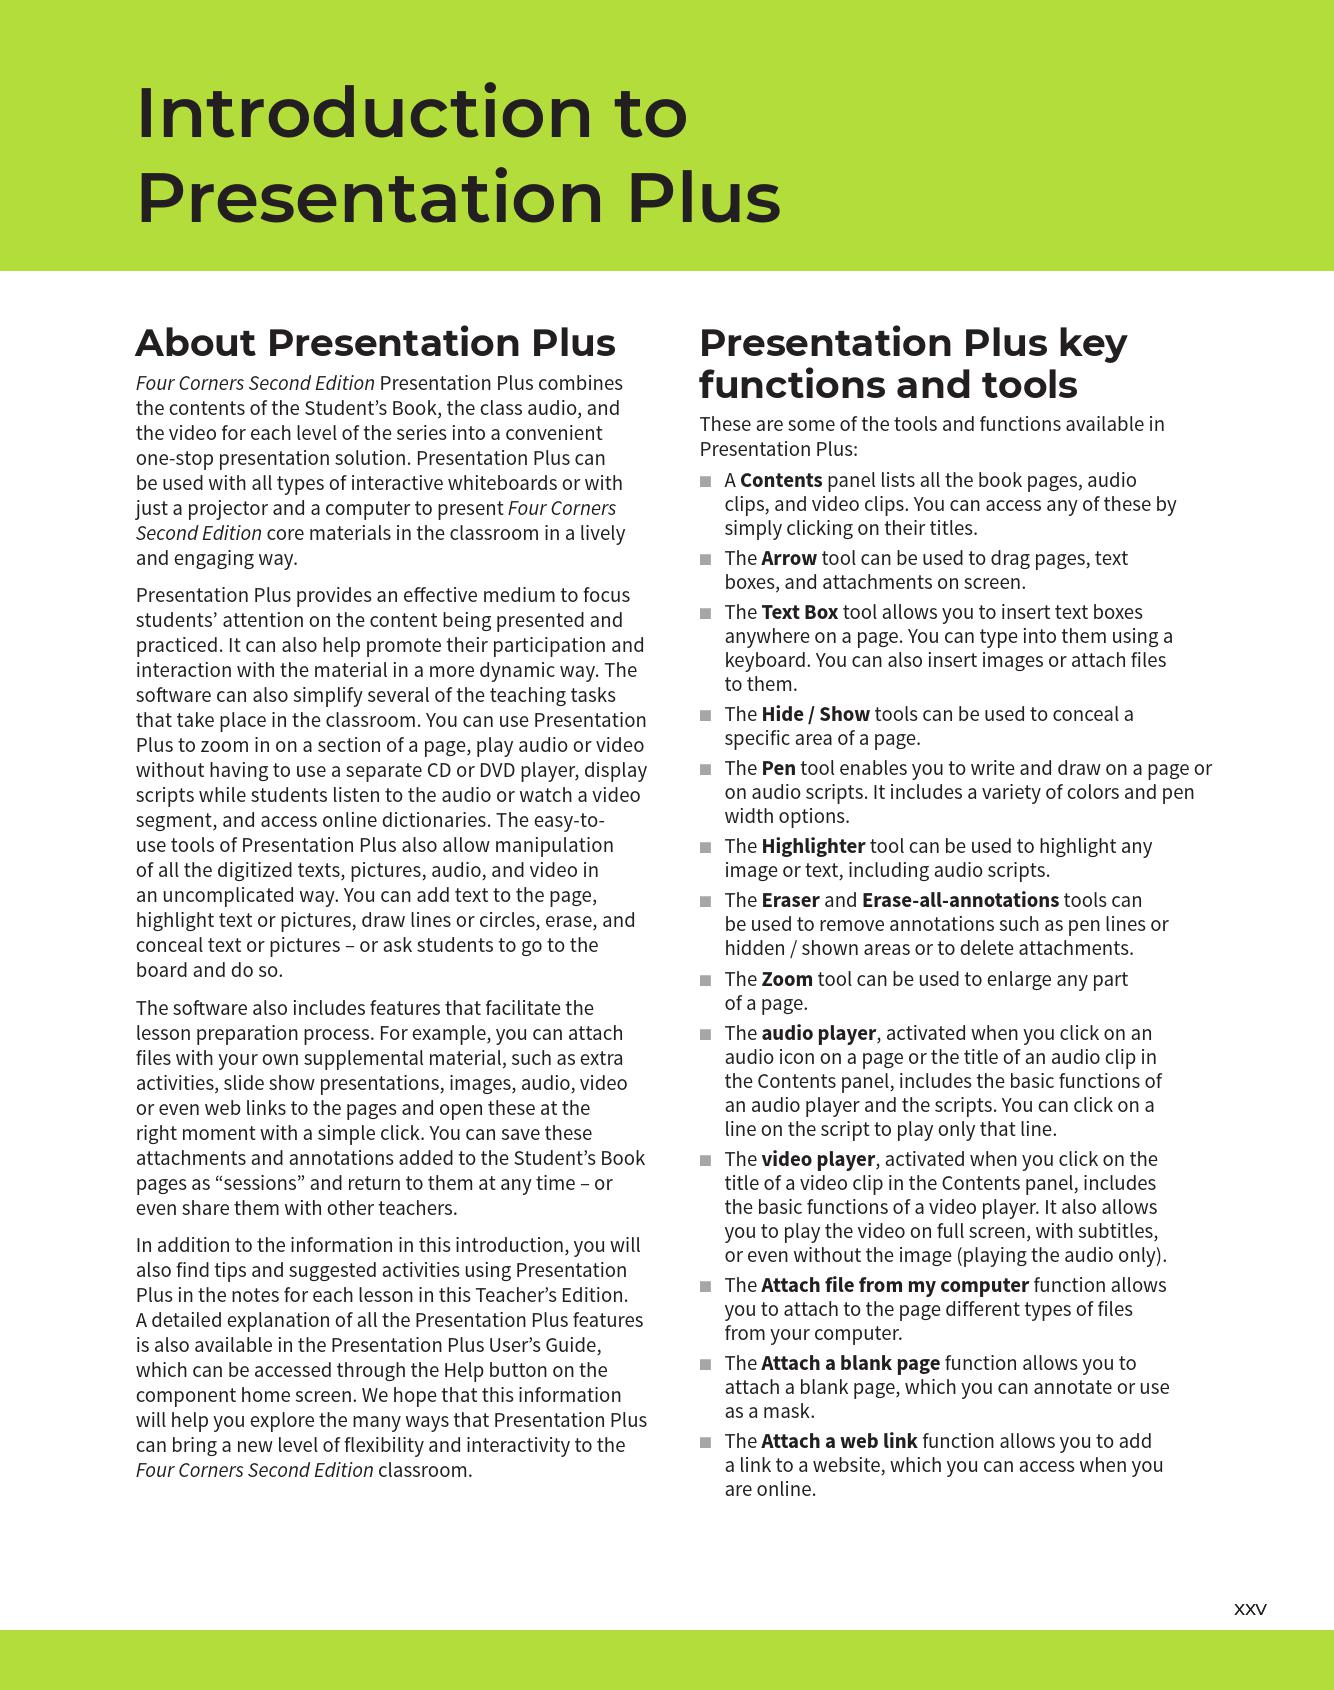 Introduction to
Presentation Plus
About Presentation Plus
Four Corners Second Edition Presentation Plus combines
the contents of the Student’s Book, the class audio, and
the video for each level of the series into a convenient
one-stop presentation solution. Presentation Plus can
be used with all types of interactive whiteboards or with
just a projector and a computer to present Four Corners
Second Edition core materials in the classroom in a lively
and engaging way.
Presentation Plus provides an effective medium to focus
students’ attention on the content being presented and
practiced. It can also help promote their participation and
interaction with the material in a more dynamic way. The
software can also simplify several of the teaching tasks
that take place in the classroom. You can use Presentation
Plus to zoom in on a section of a page, play audio or video
without having to use a separate CD or DVD player, display
scripts while students listen to the audio or watch a video
segment, and access online dictionaries. The easy-to-
use tools of Presentation Plus also allow manipulation
of all the digitized texts, pictures, audio, and video in
an uncomplicated way. You can add text to the page,
highlight text or pictures, draw lines or circles, erase, and
conceal text or pictures – or ask students to go to the
board and do so.
The software also includes features that facilitate the
lesson preparation process. For example, you can attach
files with your own supplemental material, such as extra
activities, slide show presentations, images, audio, video
or even web links to the pages and open these at the
right moment with a simple click. You can save these
attachments and annotations added to the Student’s Book
pages as “sessions” and return to them at any time – or
even share them with other teachers.
In addition to the information in this introduction, you will
also find tips and suggested activities using Presentation
Plus in the notes for each lesson in this Teacher’s Edition.
A detailed explanation of all the Presentation Plus features
is also available in the Presentation Plus User’s Guide,
which can be accessed through the Help button on the
component home screen. We hope that this information
will help you explore the many ways that Presentation Plus
can bring a new level of flexibility and interactivity to the
Four Corners Second Edition classroom.
Presentation Plus key
functions and tools
These are some of the tools and functions available in
Presentation Plus:
■ A Contents panel lists all the book pages, audio
clips, and video clips. You can access any of these by
simply clicking on their titles.
■ The Arrow tool can be used to drag pages, text
boxes, and attachments on screen.
■ The Text Box tool allows you to insert text boxes
anywhere on a page. You can type into them using a
keyboard. You can also insert images or attach files
to them.
■ The Hide / Show tools can be used to conceal a
specific area of a page.
■ The Pen tool enables you to write and draw on a page or
on audio scripts. It includes a variety of colors and pen
width options.
■ The Highlighter tool can be used to highlight any
image or text, including audio scripts.
■ The Eraser and Erase-all-annotations tools can
be used to remove annotations such as pen lines or
hidden / shown areas or to delete attachments.
■ The Zoom tool can be used to enlarge any part
of a page.
■ The audio player, activated when you click on an
audio icon on a page or the title of an audio clip in
the Contents panel, includes the basic functions of
an audio player and the scripts. You can click on a
line on the script to play only that line.
■ The video player, activated when you click on the
title of a video clip in the Contents panel, includes
the basic functions of a video player. It also allows
you to play the video on full screen, with subtitles,
or even without the image (playing the audio only).
■ The Attach file from my computer function allows
you to attach to the page different types of files
from your computer.
■ The Attach a blank page function allows you to
attach a blank page, which you can annotate or use
as a mask.
■ The Attach a web link function allows you to add
a link to a website, which you can access when you
are online.
XXV